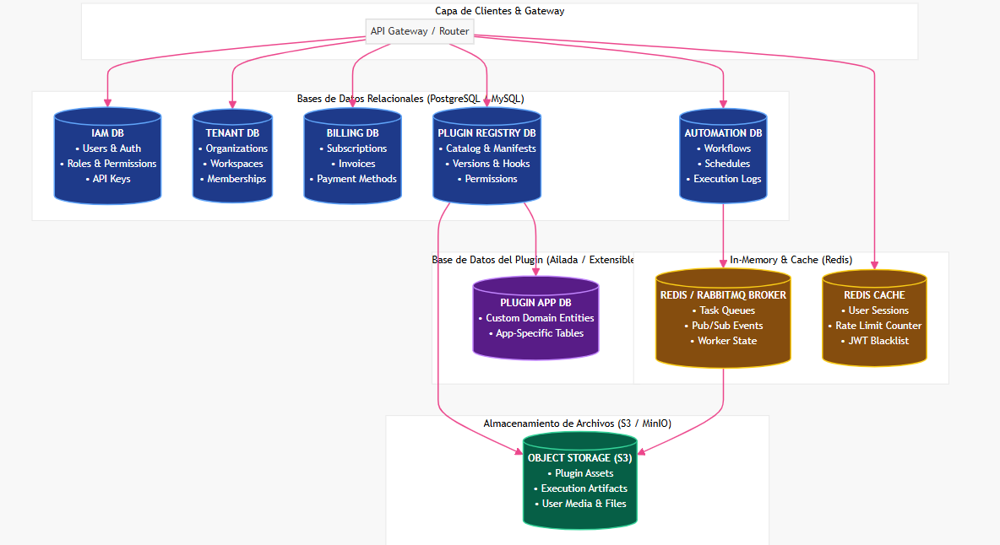 Capa de Clientes & Gateway
API Gateway / Router
Bases de Datos Relacionales (PostgreSQL / MySQL)
IAM DB
• Users & Auth
• Roles & Permissions
• API Keys
TENANT DB
• Organizations
• Workspaces
• Memberships
BILLING DB
• Subscriptions
• Invoices
• Payment Methods
PLUGIN REGISTRY DB
• Catalog & Manifests
• Versions & Hooks
• Permissions
AUTOMATION DB
• Workflows
• Schedules
• Execution Logs
Base de Datos del Plugin (Ailada / Extensible
PLUGIN APP DB
• Custom Domain Entities
• App-Specific Tables
In-Memory & Cache (Redis)
REDIS / RABBITMQ BROKER
• Task Queues
• Pub/Sub Events
• Worker State
REDIS CACHE
• User Sessions
• Rate Limit Counter
• JWT Blacklist
Almacenamiento de Archivos (S3 / MinIO)
OBJECT STORAGE (S3)
• Plugin Assets
• Execution Artifacts
• User Media & Files